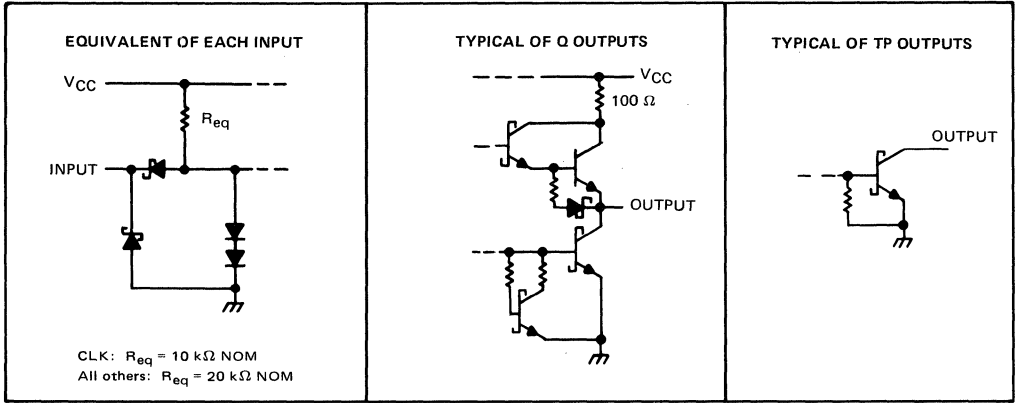 EQUIVALENT OF EACH INPUT
VCC
Req
INPUT
CLK: Req = 10 kΩ NOM
All others: Req = 20 kΩ NOM
TYPICAL OF Q OUTPUTS
VCC
100 Ω
OUTPUT
TYPICAL OF TP OUTPUTS
OUTPUT